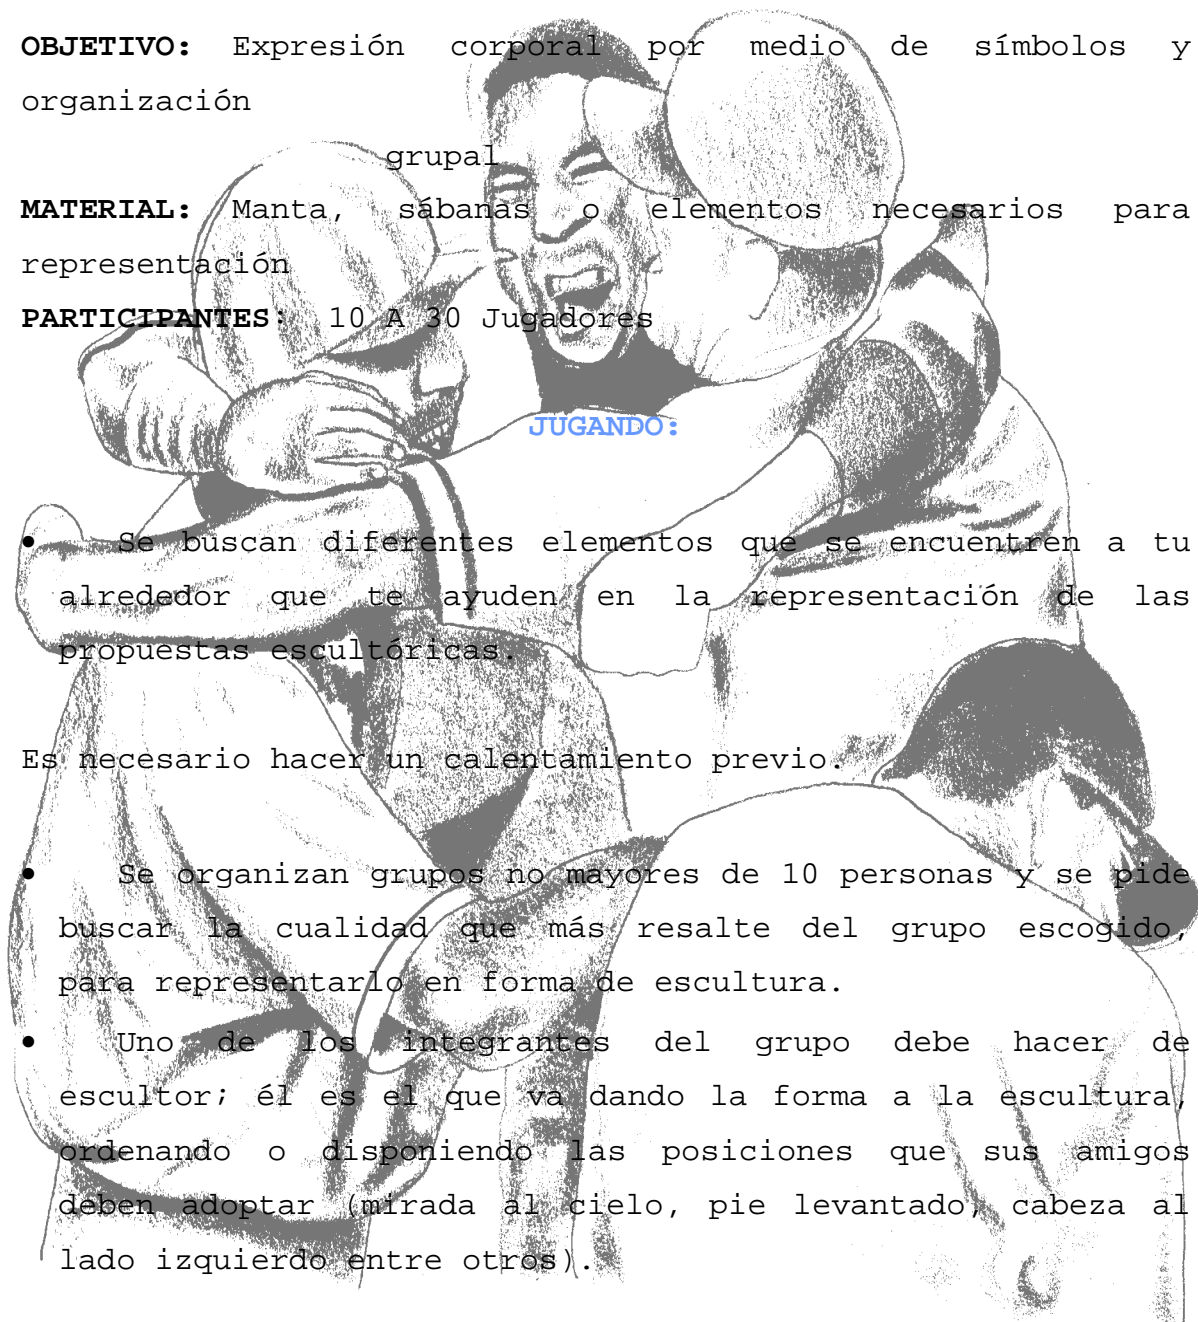 OBJETIVO: Expresión corporal por medio de símbolos y
organización
grupal
MATERIAL: Manta, sábanas o elementos necesarios para
representación
PARTICIPANTES: 10 A 30 Jugadores
JUGANDO:
• Se buscan diferentes elementos que se encuentren a tu
alrededor que te ayuden en la representación de las
propuestas escultóricas.
Es necesario hacer un calentamiento previo.
• Se organizan grupos no mayores de 10 personas y se pide
buscar la cualidad que más resalte del grupo escogido,
para representarlo en forma de escultura.
• Uno de los integrantes del grupo debe hacer de
escultor; él es el que va dando la forma a la escultura,
ordenando o disponiendo las posiciones que sus amigos
deben adoptar (mirada al cielo, pie levantado, cabeza al
lado izquierdo entre otros).